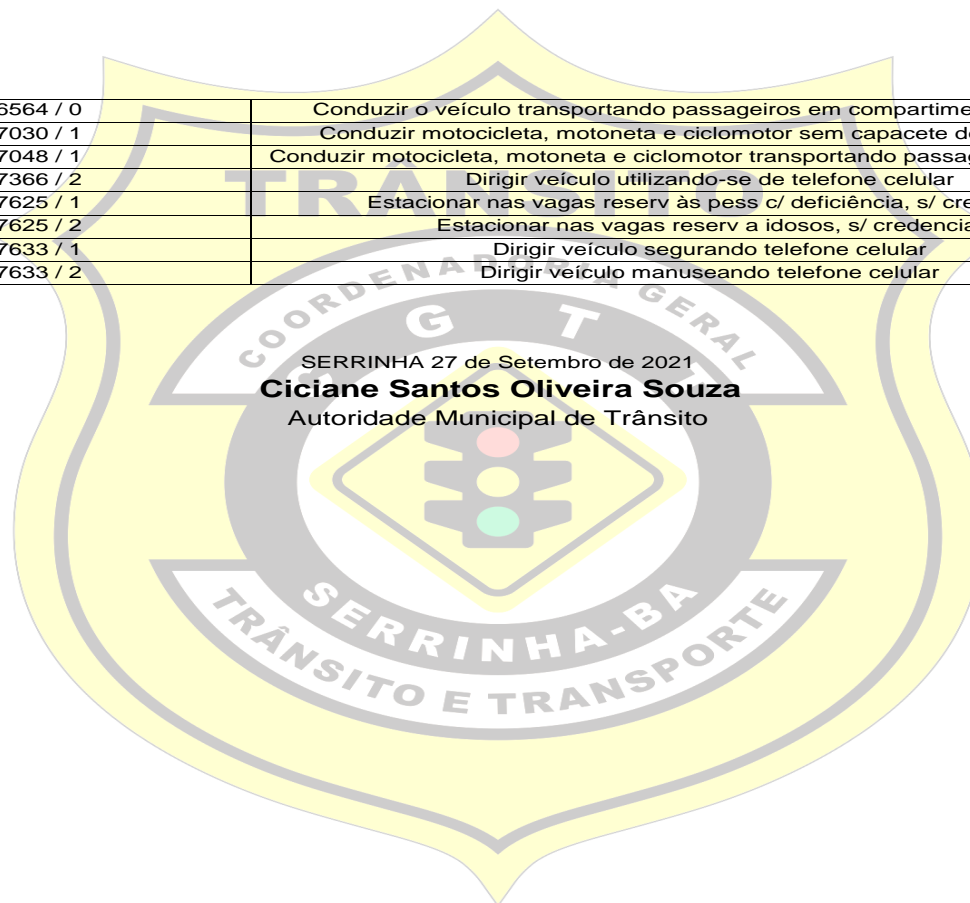 6564 / 0 Conduzir o veículo transportando passageiros em
7030 / 1 Conduzir motocicleta, motoneta e ciclomotor sem capacete
7048 / 1 Conduzir motocicleta, motoneta e ciclomotor transportando
7366 / 2 Dirigir veículo utilizando-se de telefone celular
7625 / 1 Estacionar nas vagas reserv às pess c/ deficiência, s/
7625 / 2 Estacionar nas vagas reserv a idosos, s/
7633 / 1 Dirigir veículo segurando telefone celular
7633 / 2 Dirigir veículo manuseando telefone celular
TRÂNSITO
COORDENADORIA GERAL
G T
SERRINHA 27 de Setembro de 2021
Ciciane Santos Oliveira Souza
Autoridade Municipal de Trânsito
SERRINHA-BA
TRÂNSITO E TRANSPORTE